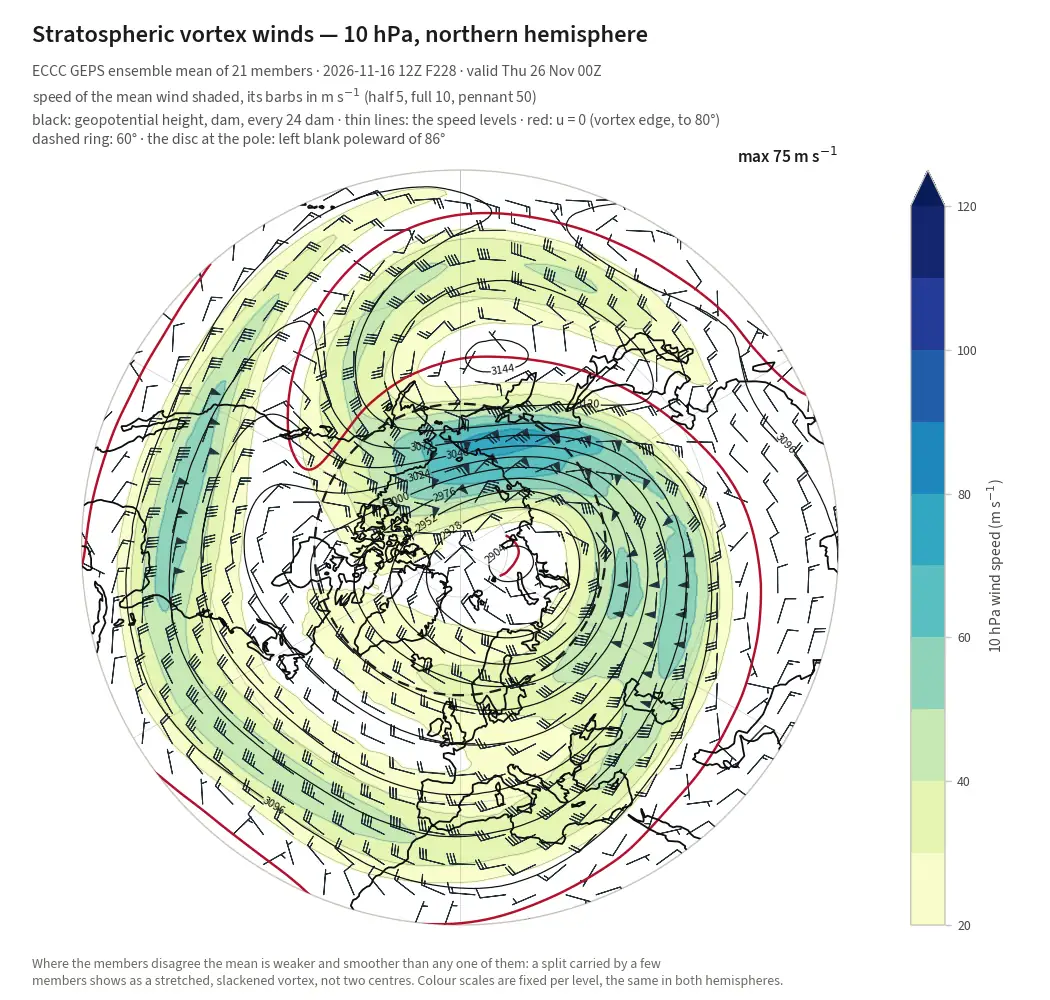 Stratospheric vortex winds — 10 hPa, northern hemisphere
ECCC GEPS ensemble mean of 21 members · 2026-11-16 12Z F228 · valid Thu 26 Nov 00Z
speed of the mean wind shaded, its barbs in m s⁻¹ (half 5, full 10, pennant 50)
black: geopotential height, dam, every 24 dam · thin lines: the speed levels · red: u = 0 (vortex edge, to 80°)
dashed ring: 60° · the disc at the pole: left blank poleward of 86°
max 75 m s⁻¹
120
100
80
60
40
20
10 hPa wind speed (m s⁻¹)
3144
3096
3024
3000
2976
2952
2928
3096
Where the members disagree the mean is weaker and smoother than any one of them: a split carried by a few
members shows as a stretched, slackened vortex, not two centres. Colour scales are fixed per level, the same in both hemispheres.